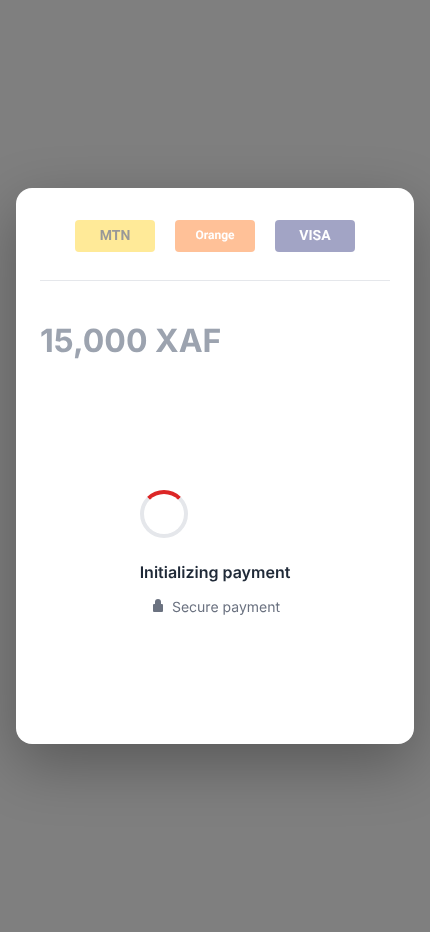 MTN Orange VISA
15,000 XAF
Initializing payment
Secure payment